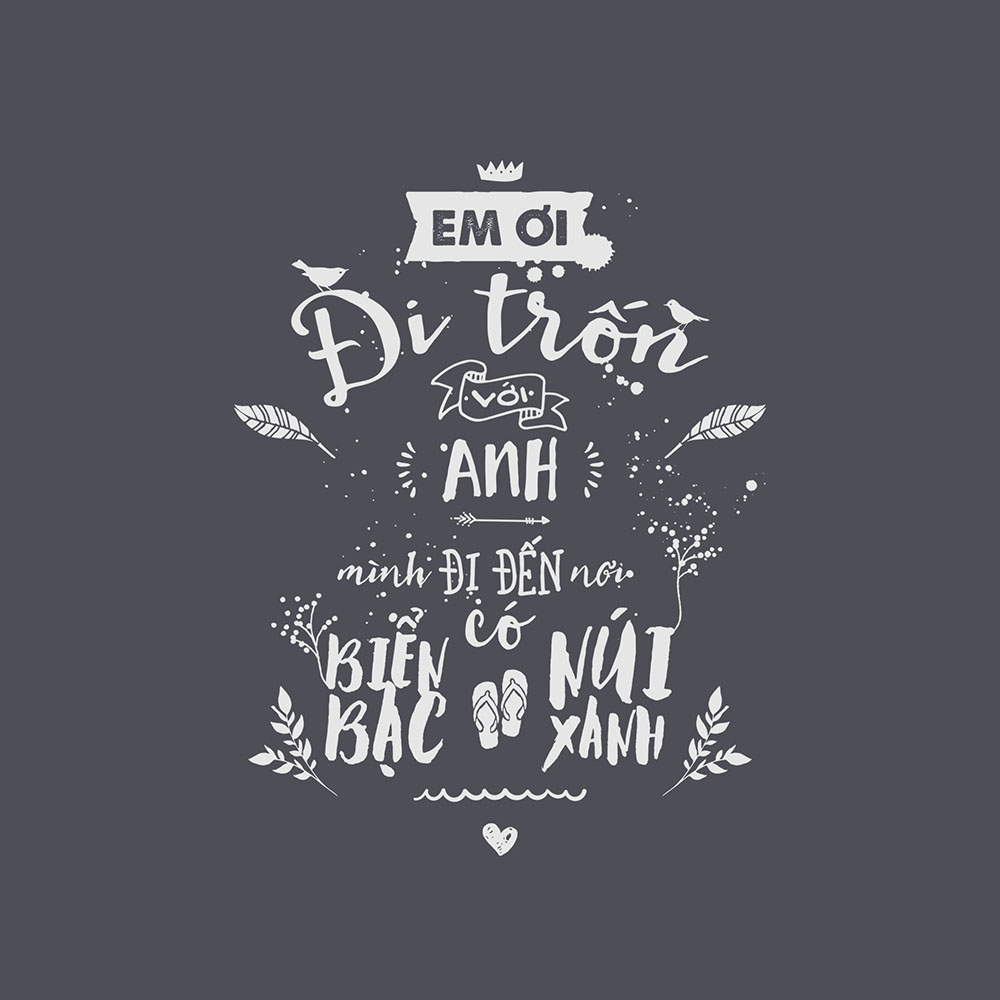 EM ƠI
Đi trốn
với
ANH
mình ĐI ĐẾN nơi
có
BIỂN NÚI
BẠC XANH